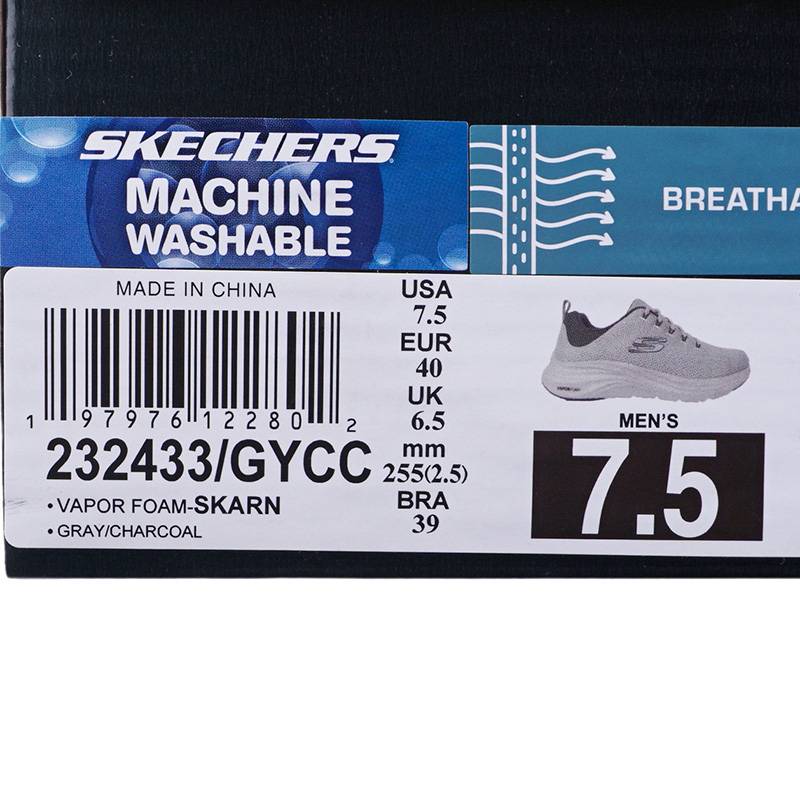 SKECHERS
MACHINE
WASHABLE
BREATHA
MADE IN CHINA
1 97976 12280 2
232433/GYCC
•VAPOR FOAM-SKARN
•GRAY/CHARCOAL
USA
7.5
EUR
40
UK
6.5
mm
255(2.5)
BRA
39
MEN'S
7.5